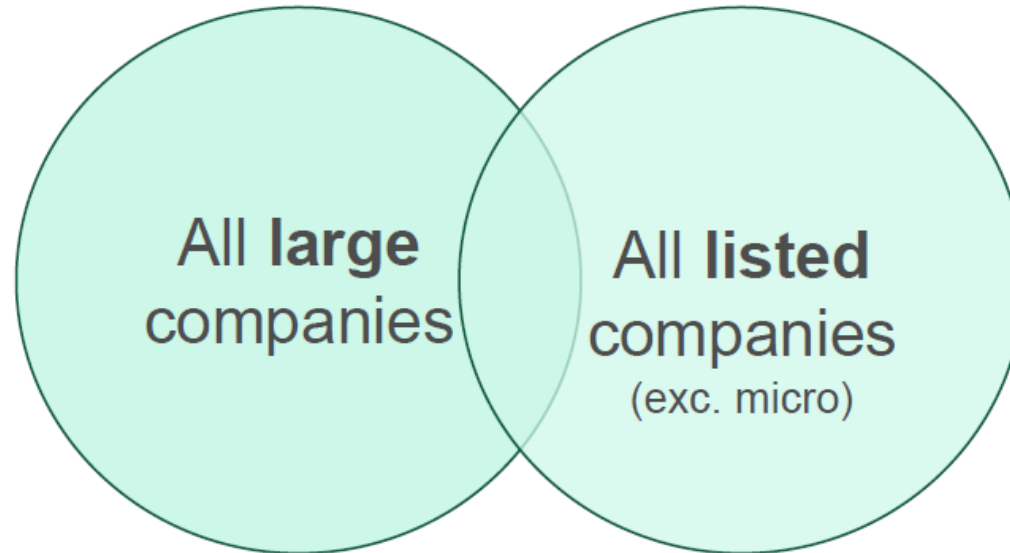 All large
companies
All listed
companies
(exc. micro)